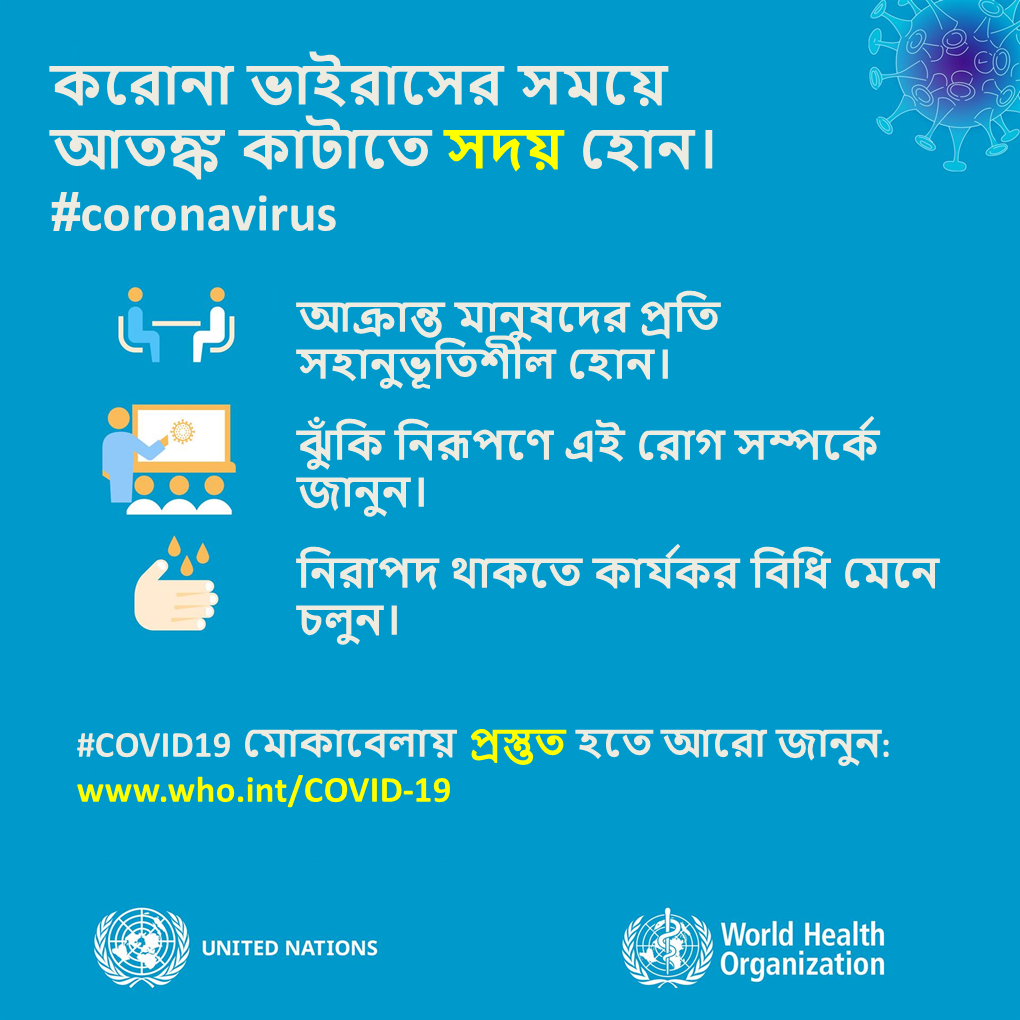 করোনা ভাইরাসের সময়ে
আতঙ্ক কাটাতে সদয় হোন।
#coronavirus
আক্রান্ত মানুষদের প্রতি
সহানুভূতিশীল হোন।
ঝুঁকি নিরূপণে এই রোগ সম্পর্কে
জানুন।
নিরাপদ থাকতে কার্যকর বিধি মেনে
চলুন।
#COVID19 মোকাবেলায় প্রস্তুত হতে আরো জানুন:
www.who.int/COVID-19
UNITED NATIONS
World Health
Organization